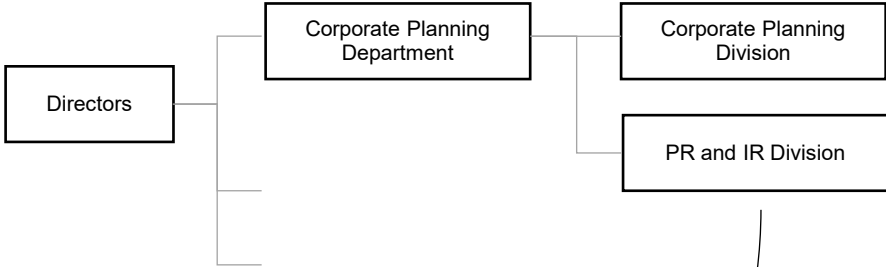 Corporate Planning
Department
Corporate Planning
Division
Directors
PR and IR Division